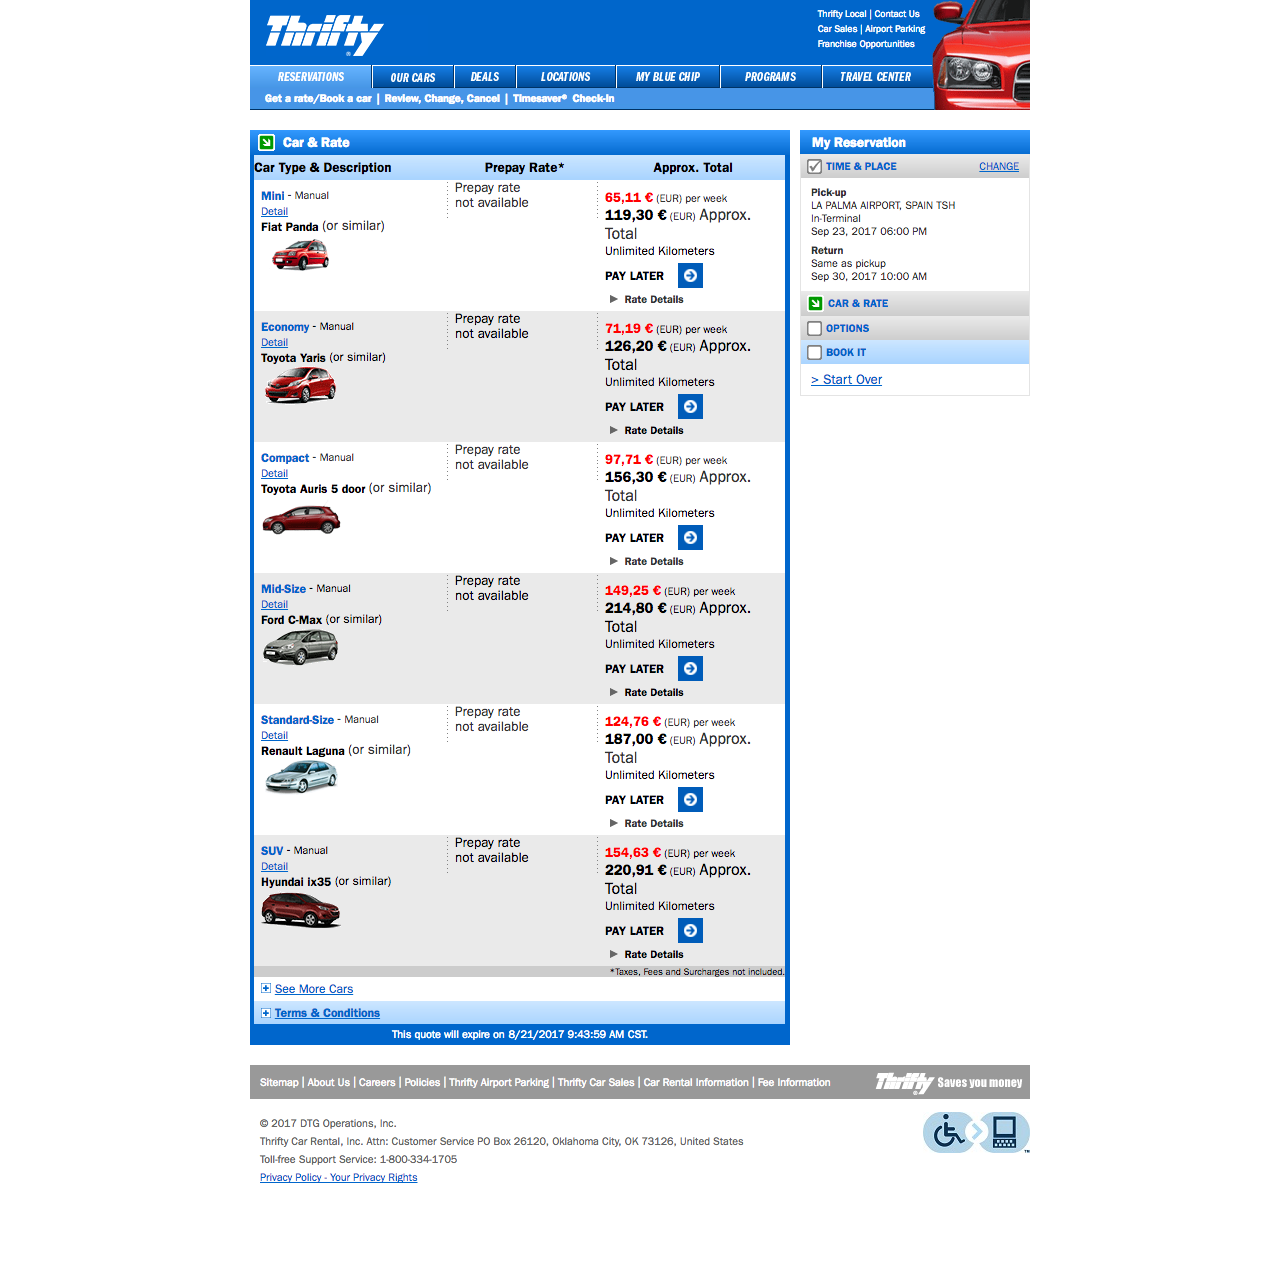 Thrifty
®
Thrifty Local | Contact Us
Car Sales | Airport Parking
Franchise Opportunities
RESERVATIONS
OUR CARS
DEALS
LOCATIONS
MY BLUE CHIP
PROGRAMS
TRAVEL CENTER
Get a rate/Book a car | Review, Change, Cancel | Timesaver® Check-in
Car & Rate
Car Type & Description Prepay Rate* Approx. Total
Mini - Manual
Detail
Fiat Panda (or similar)
Prepay rate
not available
65,11 € (EUR) per week
119,30 € (EUR) Approx.
Total
Unlimited Kilometers
PAY LATER
Rate Details
Economy - Manual
Detail
Toyota Yaris (or similar)
Prepay rate
not available
71,19 € (EUR) per week
126,20 € (EUR) Approx.
Total
Unlimited Kilometers
PAY LATER
Rate Details
Compact - Manual
Detail
Toyota Auris 5 door (or similar)
Prepay rate
not available
97,71 € (EUR) per week
156,30 € (EUR) Approx.
Total
Unlimited Kilometers
PAY LATER
Rate Details
Mid-Size - Manual
Detail
Ford C-Max (or similar)
Prepay rate
not available
149,25 € (EUR) per week
214,80 € (EUR) Approx.
Total
Unlimited Kilometers
PAY LATER
Rate Details
Standard-Size - Manual
Detail
Renault Laguna (or similar)
Prepay rate
not available
124,76 € (EUR) per week
187,00 € (EUR) Approx.
Total
Unlimited Kilometers
PAY LATER
Rate Details
SUV - Manual
Detail
Hyundai ix35 (or similar)
Prepay rate
not available
154,63 € (EUR) per week
220,91 € (EUR) Approx.
Total
Unlimited Kilometers
PAY LATER
Rate Details
*Taxes, Fees and Surcharges not included.
See More Cars
Terms & Conditions
This quote will expire on 8/21/2017 9:43:59 AM CST.
My Reservation
TIME & PLACE CHANGE
Pick-up
LA PALMA AIRPORT, SPAIN TSH
In-Terminal
Sep 23, 2017 06:00 PM
Return
Same as pickup
Sep 30, 2017 10:00 AM
CAR & RATE
OPTIONS
BOOK IT
> Start Over
Sitemap | About Us | Careers | Policies | Thrifty Airport Parking | Thrifty Car Sales | Car Rental Information | Fee Information
Thrifty® Saves you money
© 2017 DTG Operations, Inc.
Thrifty Car Rental, Inc. Attn: Customer Service PO Box 26120, Oklahoma City, OK 73126, United States
Toll-free Support Service: 1-800-334-1705
Privacy Policy - Your Privacy Rights
™